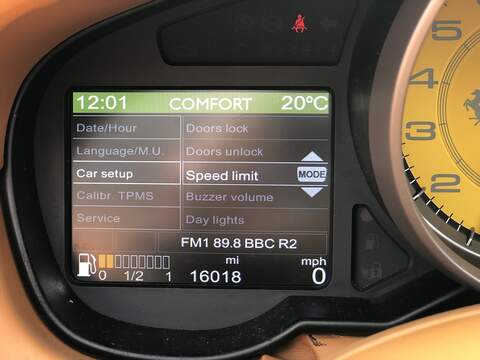 12:01 COMFORT 20°C
Date/Hour Doors lock
Language/M.U. Doors unlock
Car setup Speed limit MODE
Calibr. TPMS Buzzer volume
Service Day lights
FM1 89.8 BBC R2
mi mph
0 1/2 1 16018 0
5
4
3
2